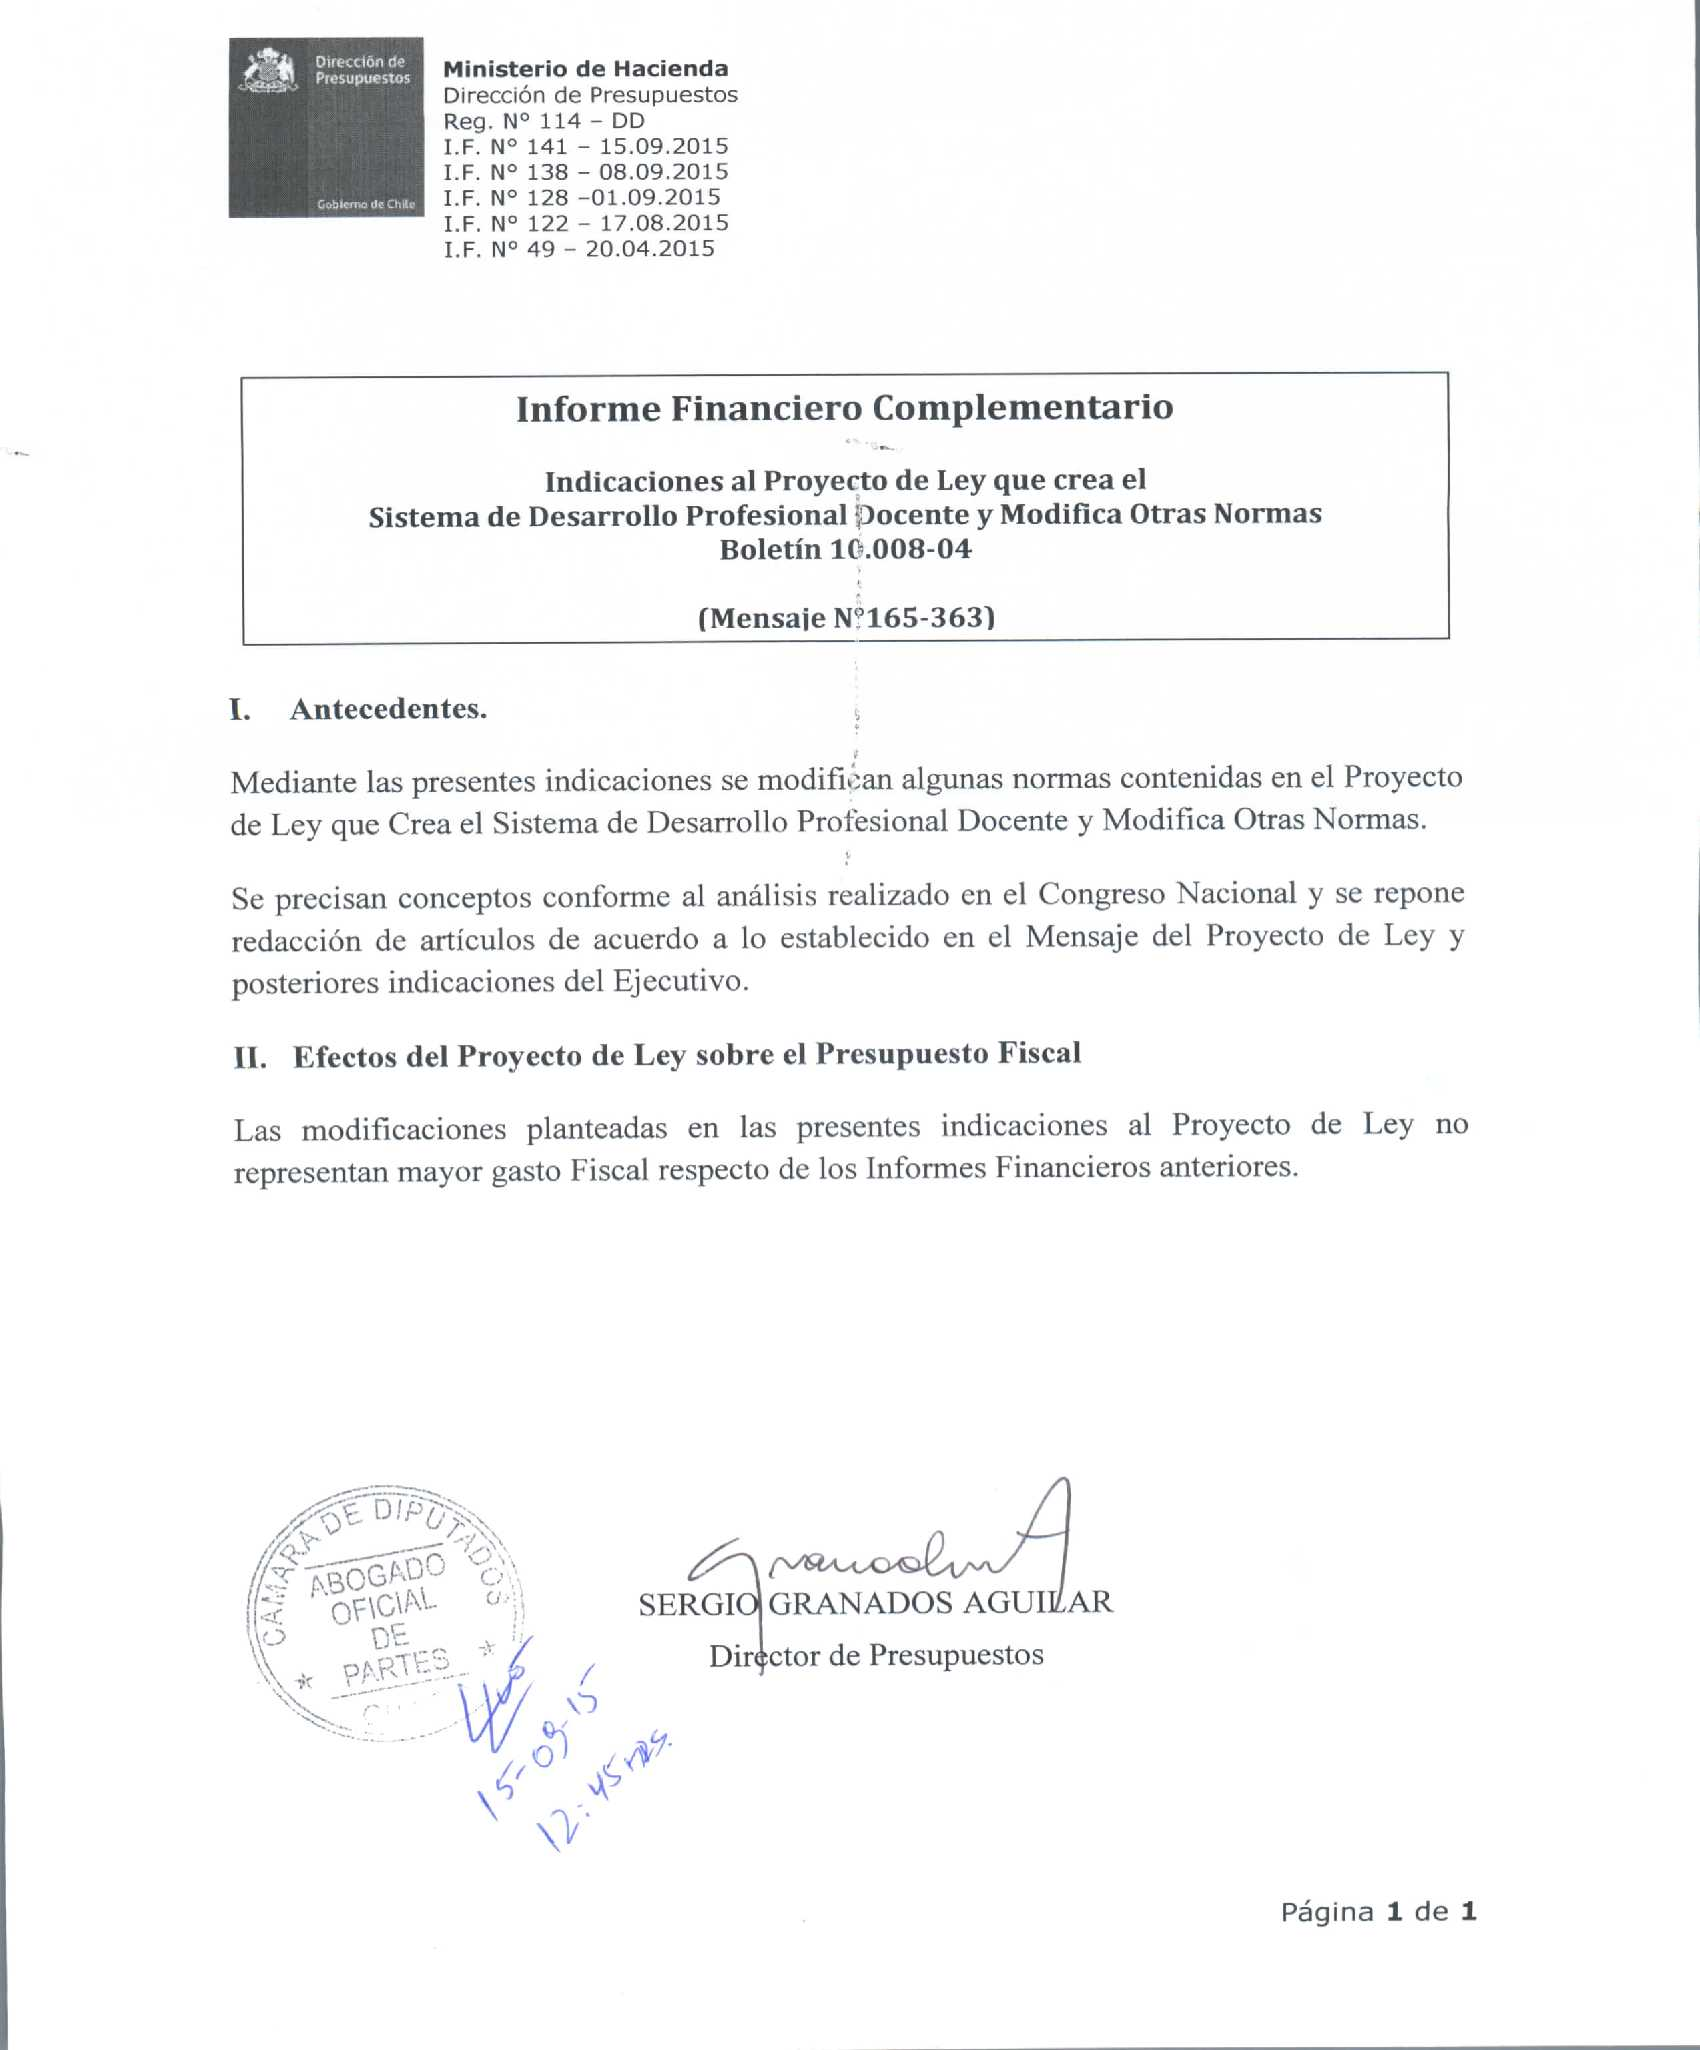 Dirección de
Presupuestos
Gobierno de Chile
Ministerio de Hacienda
Dirección de Presupuestos
Reg. N° 114 – DD
I.F. N° 141 – 15.09.2015
I.F. N° 138 – 08.09.2015
I.F. N° 128 –01.09.2015
I.F. N° 122 – 17.08.2015
I.F. N° 49 – 20.04.2015
Informe Financiero Complementario
Indicaciones al Proyecto de Ley que crea el
Sistema de Desarrollo Profesional Docente y Modifica Otras Normas
Boletín 10.008-04
(Mensaje N°165-363)
I. Antecedentes.
Mediante las presentes indicaciones se modifican algunas normas contenidas en el Proyecto
de Ley que Crea el Sistema de Desarrollo Profesional Docente y Modifica Otras Normas.
Se precisan conceptos conforme al análisis realizado en el Congreso Nacional y se repone
redacción de artículos de acuerdo a lo establecido en el Mensaje del Proyecto de Ley y
posteriores indicaciones del Ejecutivo.
II. Efectos del Proyecto de Ley sobre el Presupuesto Fiscal
Las modificaciones planteadas en las presentes indicaciones al Proyecto de Ley no
representan mayor gasto Fiscal respecto de los Informes Financieros anteriores.
CAMARA DE DIPUTADOS
ABOGADO
OFICIAL
DE
PARTES
SERGIO GRANADOS AGUILAR
Director de Presupuestos
15-09-15
12:45 HRS.
Página 1 de 1